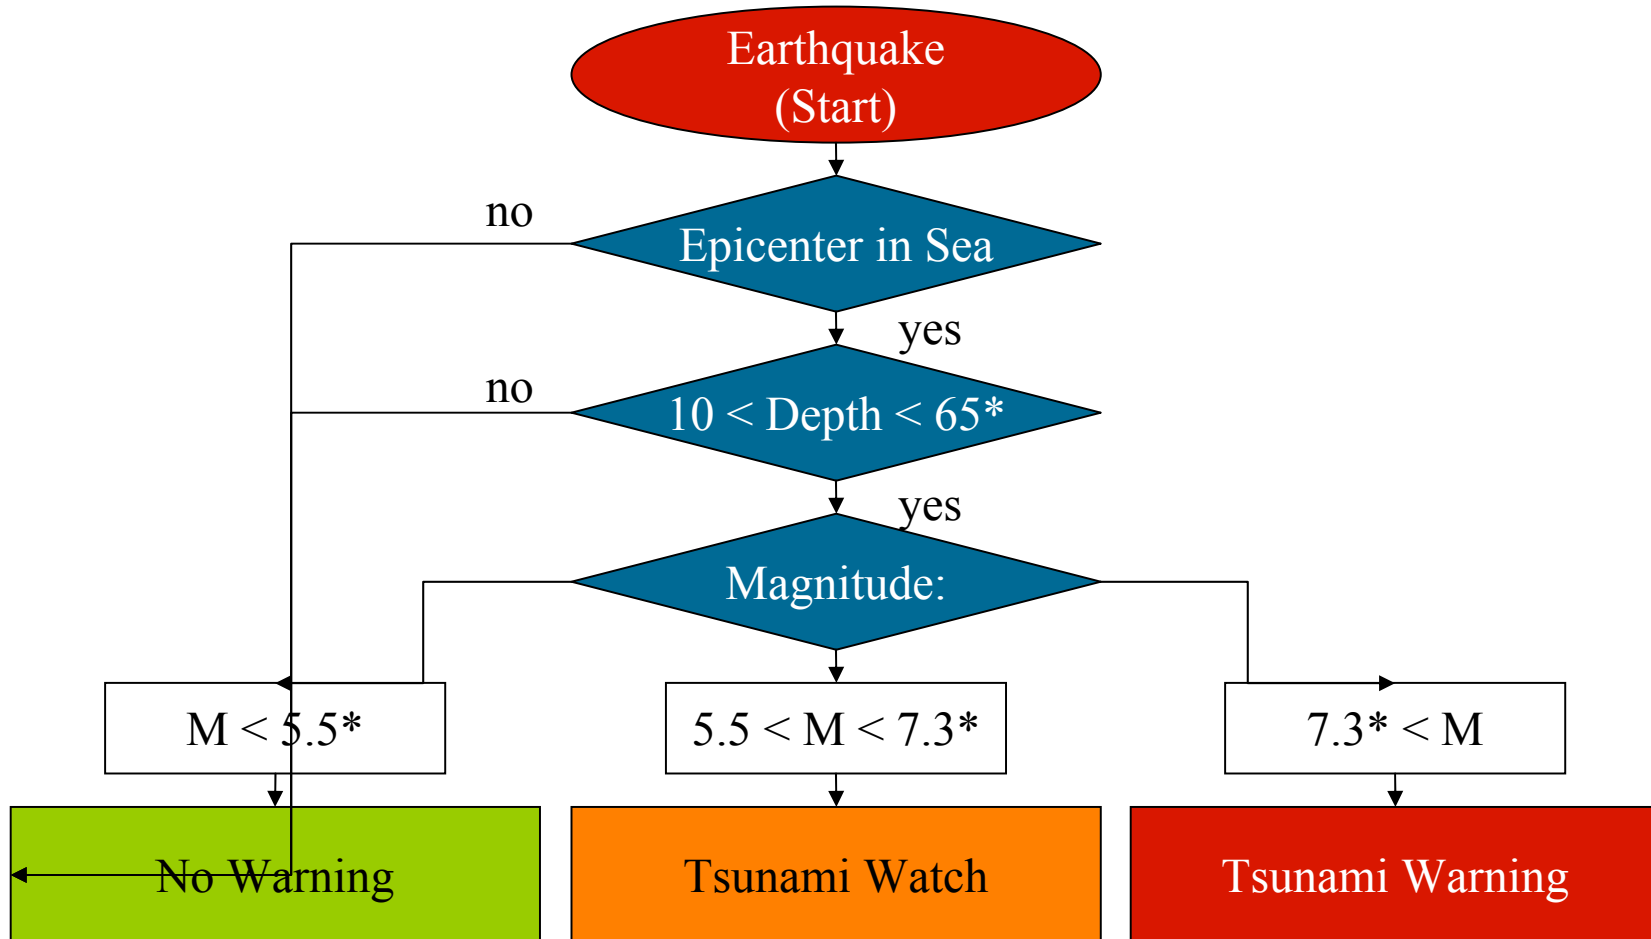 Earthquake
(Start)
no
Epicenter in Sea
yes
no
10 < Depth < 65*
yes
Magnitude:
M < 5.5*
5.5 < M < 7.3*
7.3* < M
No Warning
Tsunami Watch
Tsunami Warning